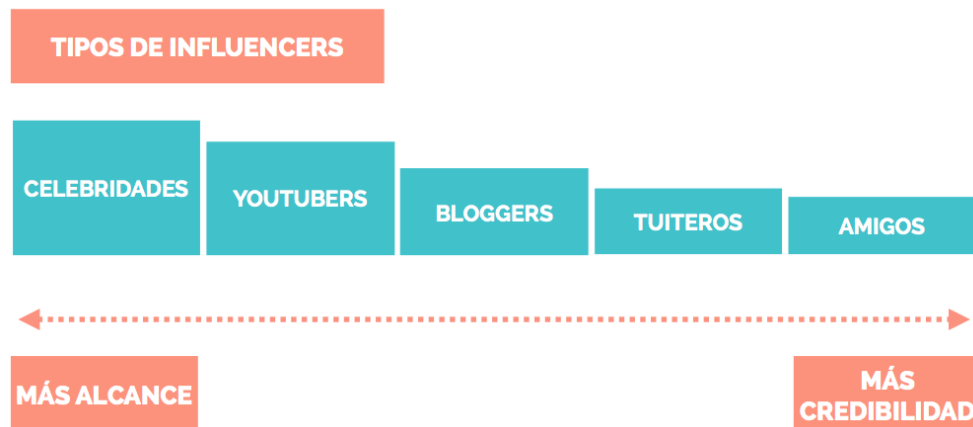 TIPOS DE INFLUENCERS
CELEBRIDADES
YOUTUBERS
BLOGGERS
TUITEROS
AMIGOS
MÁS ALCANCE
MÁS
CREDIBILIDAD